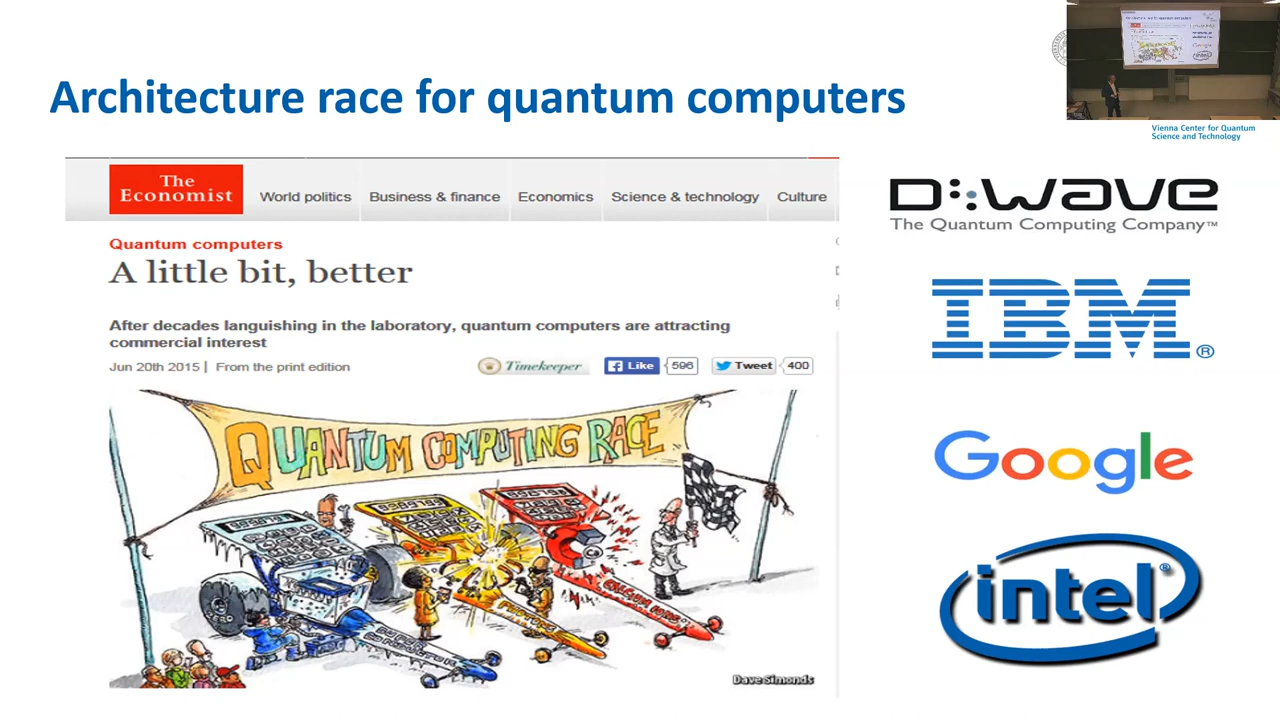 Architecture race for quantum computers
Vienna Center for Quantum
Science and Technology
The
Economist
World politics
Business & finance
Economics
Science & technology
Culture
Quantum computers
A little bit, better
After decades languishing in the laboratory, quantum computers are attracting
commercial interest
Jun 20th 2015 | From the print edition
Timekeeper
Like
596
Tweet
400
QUANTUM COMPUTING RACE
PHOTONS
Dave Simonds
D:wave
The Quantum Computing Company™
IBM®
Google
intel®